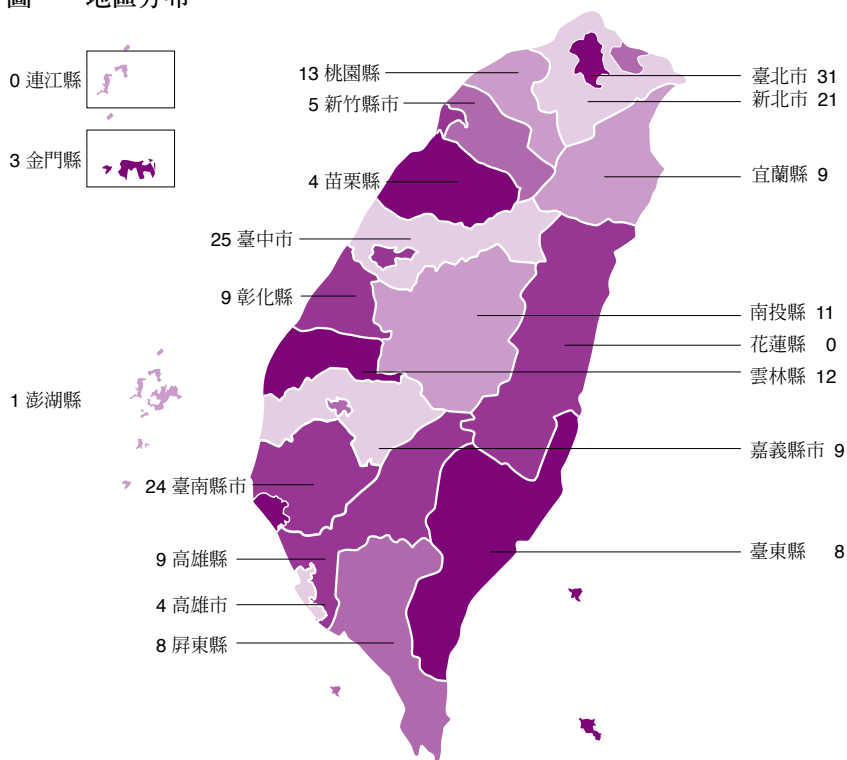 圖 地區分布
0 連江縣
3 金門縣
13 桃園縣
5 新竹縣市
4 苗栗縣
25 臺中市
9 彰化縣
1 澎湖縣
24 臺南縣市
9 高雄縣
4 高雄市
8 屏東縣
臺北市 31
新北市 21
宜蘭縣 9
南投縣 11
花蓮縣 0
雲林縣 12
嘉義縣市 9
臺東縣 8